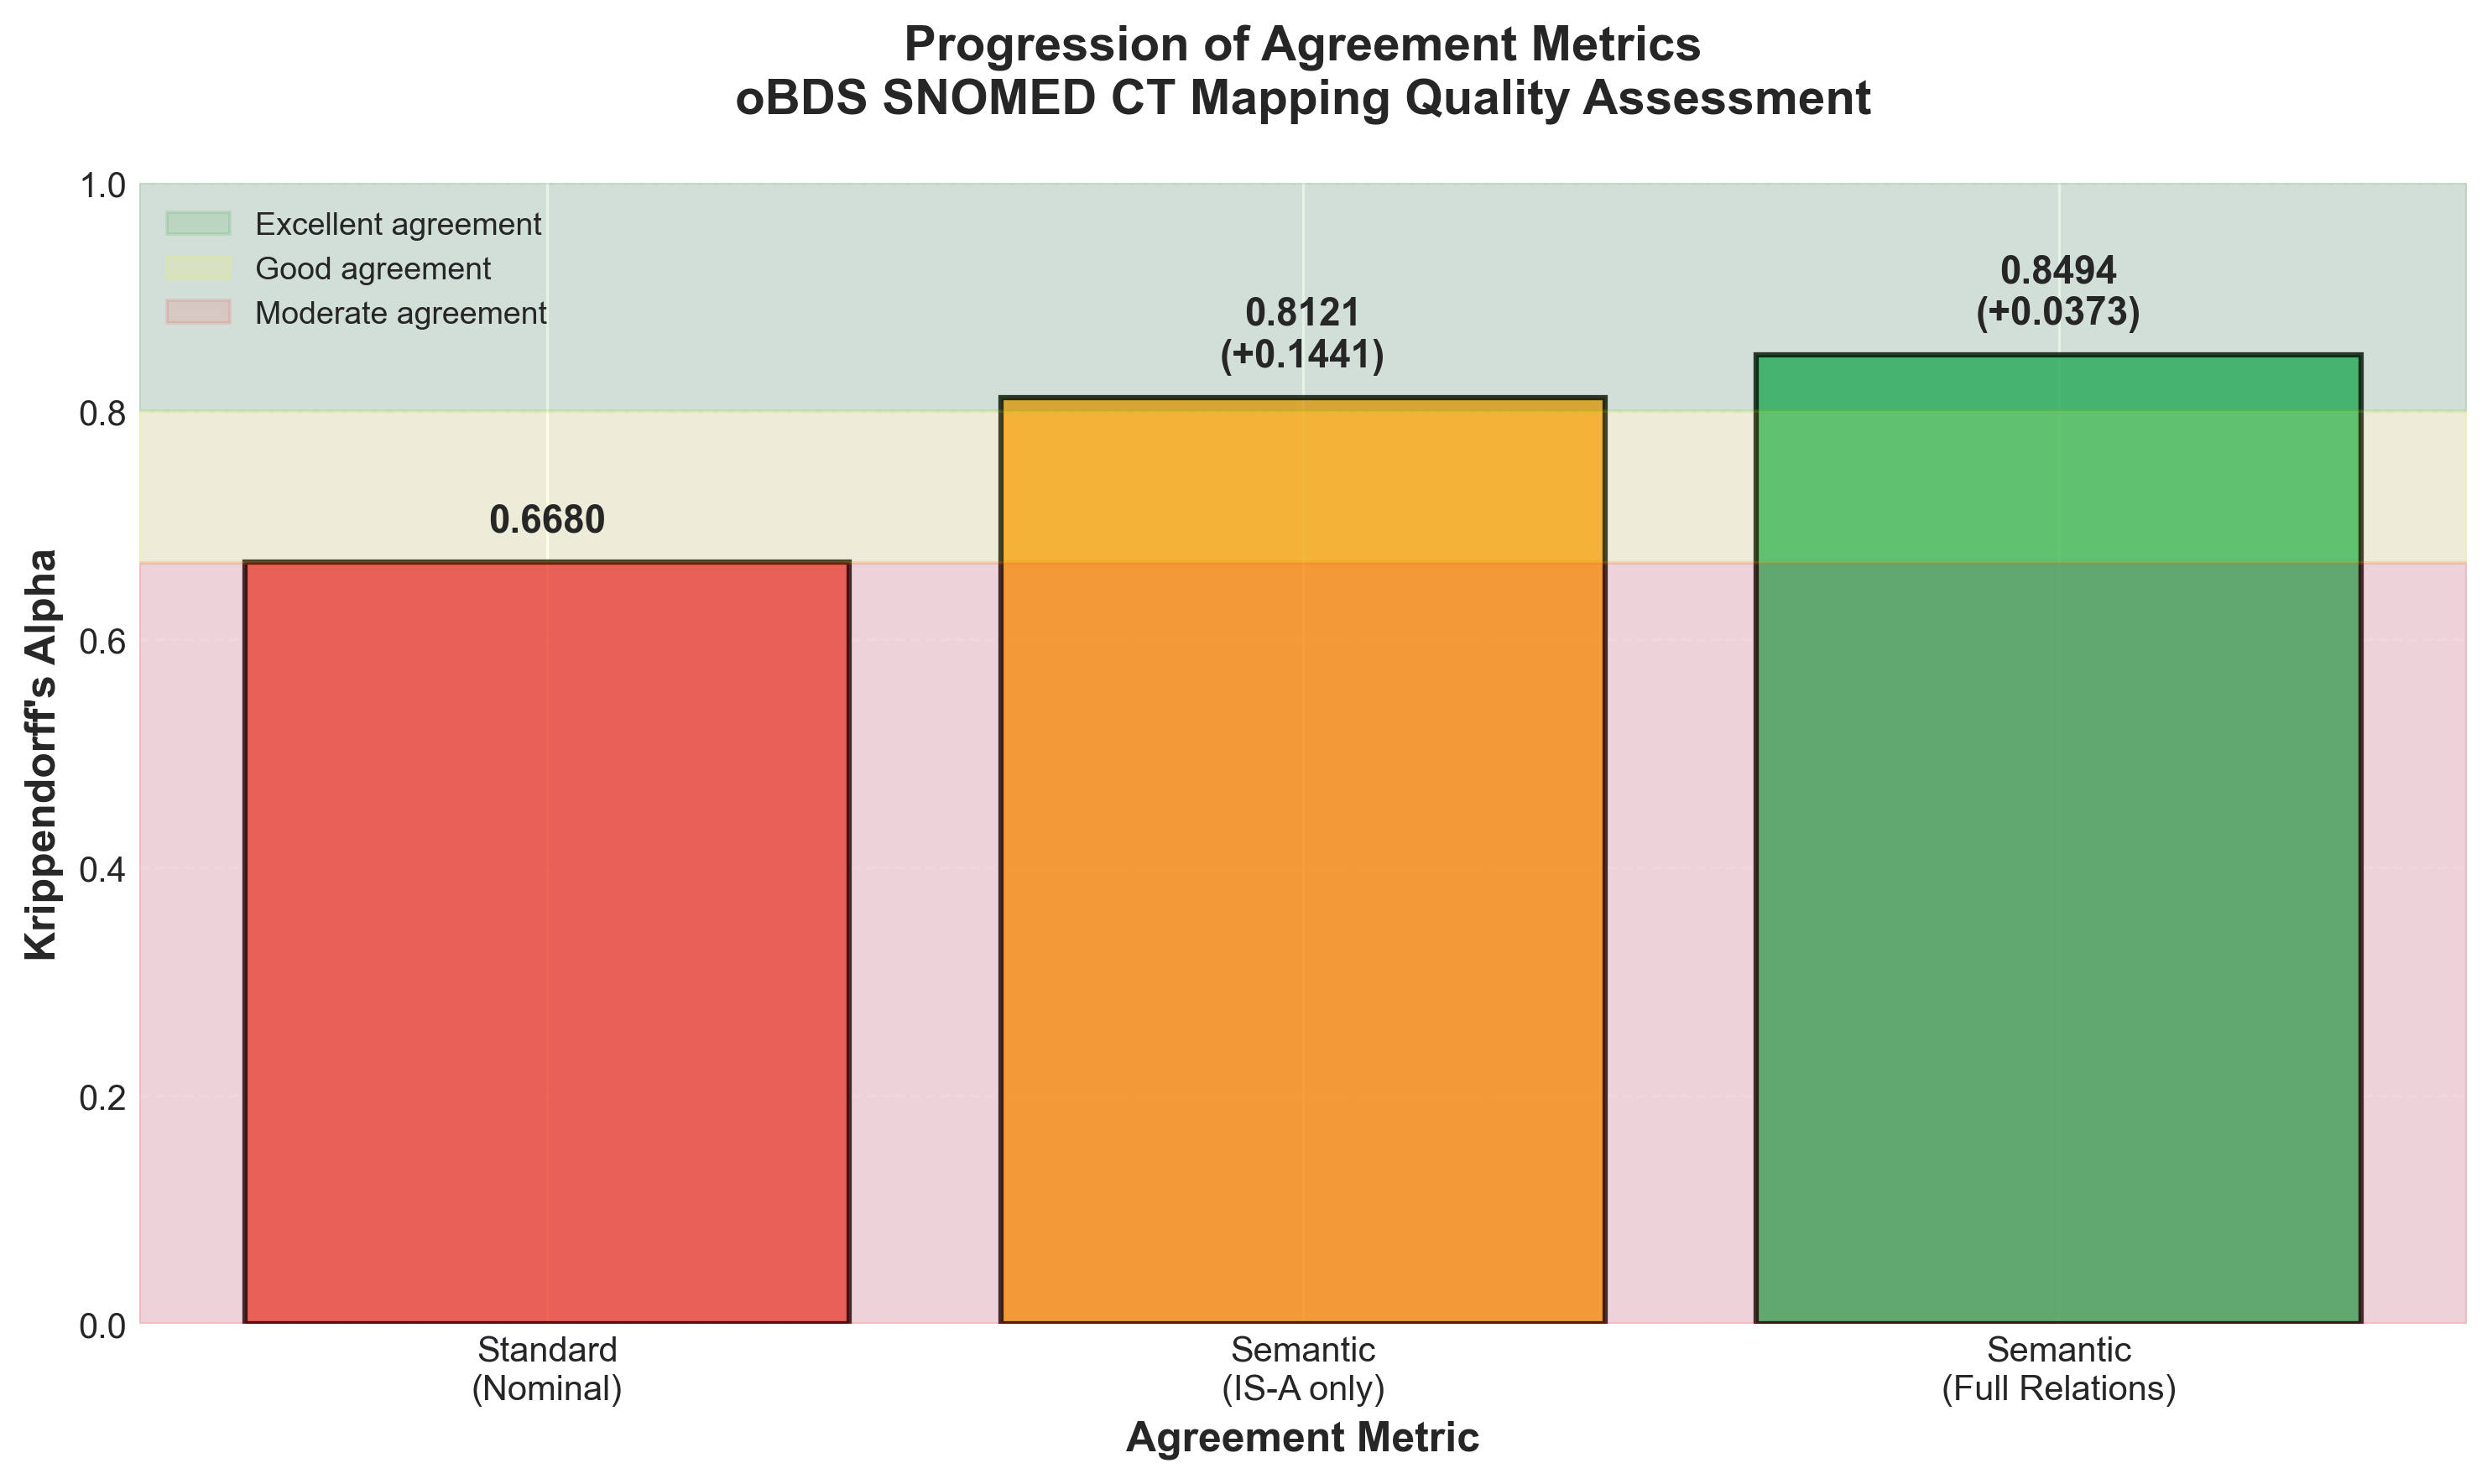 Progression of Agreement Metrics
oBDS SNOMED CT Mapping Quality Assessment
1.0
0.8
0.6
0.4
0.2
0.0
Krippendorff's Alpha
Excellent agreement
Good agreement
Moderate agreement
0.6680
0.8121
(+0.1441)
0.8494
(+0.0373)
Standard
(Nominal)
Semantic
(IS-A only)
Semantic
(Full Relations)
Agreement Metric